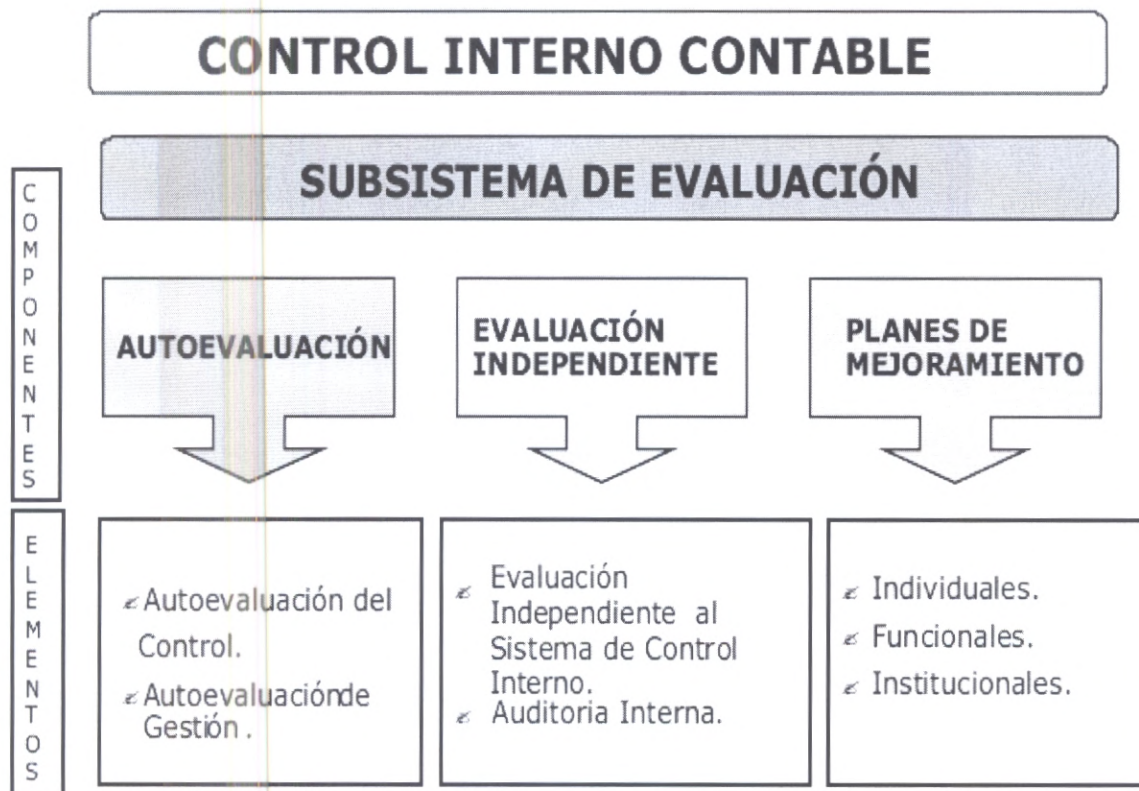 CONTROL INTERNO CONTABLE
SUBSISTEMA DE EVALUACIÓN
COMPONENTES
AUTOEVALUACIÓN
EVALUACIÓN
INDEPENDIENTE
PLANES DE
MEJORAMIENTO
ELEMENTOS
Autoevaluación del
Control.
Autoevaluaciónde
Gestión .
Evaluación
Independiente al
Sistema de Control
Interno.
Auditoria Interna.
Individuales.
Funcionales.
Institucionales.